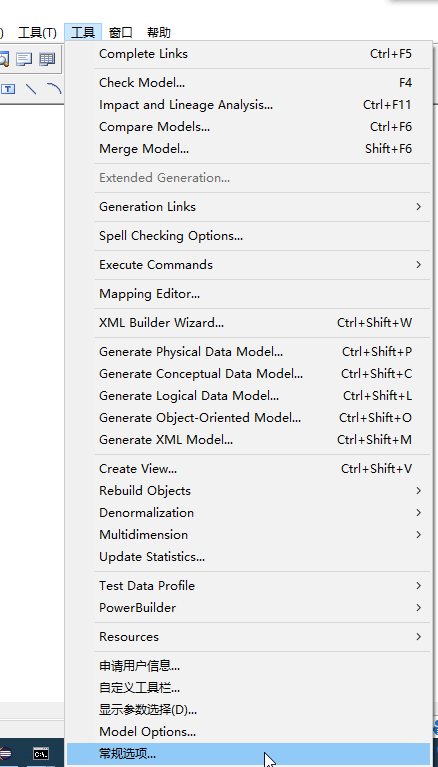 ) 工具(T) 工具 窗口 帮助
Complete Links Ctrl+F5
Check Model... F4
Impact and Lineage Analysis... Ctrl+F11
Compare Models... Ctrl+F6
Merge Model... Shift+F6
Extended Generation...
Generation Links
Spell Checking Options...
Execute Commands
Mapping Editor...
XML Builder Wizard... Ctrl+Shift+W
Generate Physical Data Model... Ctrl+Shift+P
Generate Conceptual Data Model... Ctrl+Shift+C
Generate Logical Data Model... Ctrl+Shift+L
Generate Object-Oriented Model... Ctrl+Shift+O
Generate XML Model... Ctrl+Shift+M
Create View... Ctrl+Shift+V
Rebuild Objects
Denormalization
Multidimension
Update Statistics...
Test Data Profile
PowerBuilder
Resources
申请用户信息...
自定义工具栏...
显示参数选择(D)...
Model Options...
常规选项...